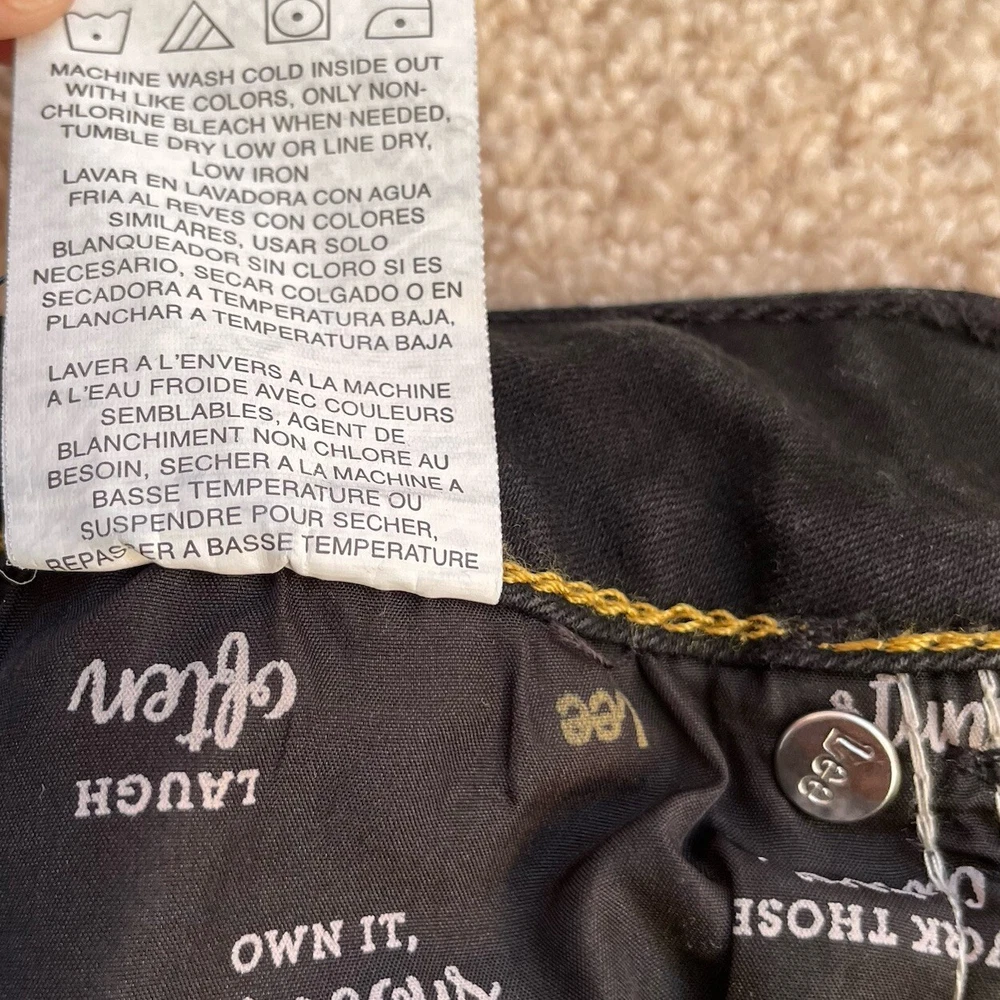 MACHINE WASH COLD INSIDE OUT
WITH LIKE COLORS, ONLY NON-
CHLORINE BLEACH WHEN NEEDED,
TUMBLE DRY LOW OR LINE DRY,
LOW IRON
LAVAR EN LAVADORA CON AGUA
FRIA AL REVES CON COLORES
SIMILARES, USAR SOLO
BLANQUEADOR SIN CLORO SI ES
NECESARIO, SECAR COLGADO O EN
SECADORA A TEMPERATURA BAJA,
PLANCHAR A TEMPERATURA BAJA
LAVER A L'ENVERS A LA MACHINE
A L'EAU FROIDE AVEC COULEURS
SEMBLABLES, AGENT DE
BLANCHIMENT NON CHLORE AU
BESOIN, SECHER A LA MACHINE A
BASSE TEMPERATURE OU
SUSPENDRE POUR SECHER,
REPASSER A BASSE TEMPERATURE
LAUGH
often
Lee
Lee
THOSE
OWN IT,